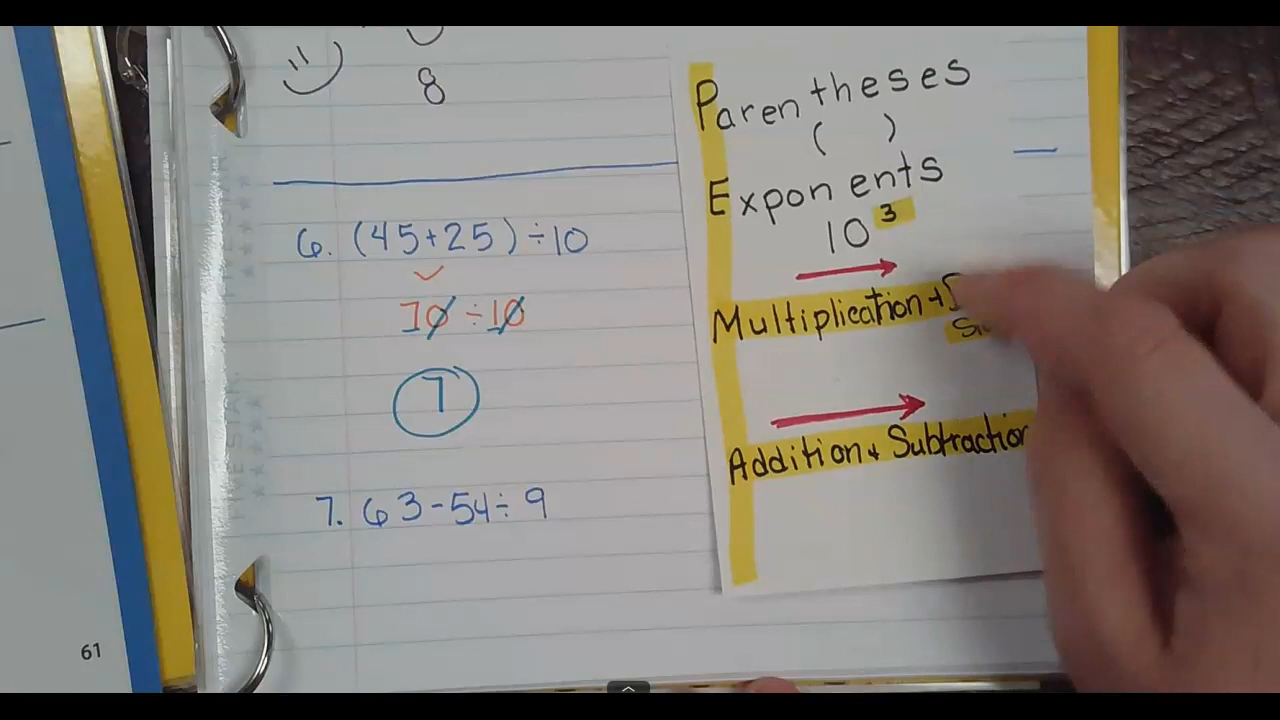 8
6. (45+25) ÷10
70 ÷10
7
7. 63-54÷ 9
Parentheses
( )
Exponents
10³
Multiplication +
Addition + Subtraction
61